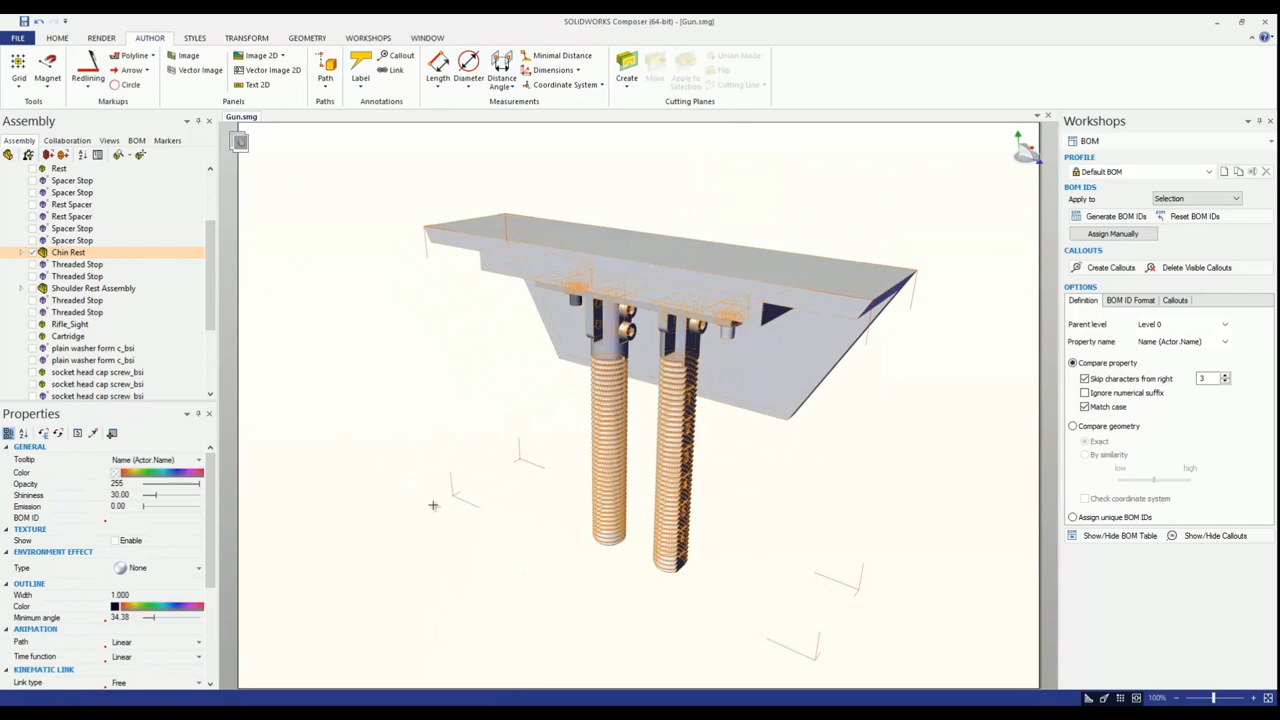 SOLIDWORKS Composer (64-bit) - [Gun.smg]
FILE HOME RENDER AUTHOR STYLES TRANSFORM GEOMETRY WORKSHOPS WINDOW
Polyline Image Image 2D Callout Minimal Distance Union Mode
Arrow Vector Image Vector Image 2D Link Dimensions Flip
Grid Magnet Redlining Circle Text 2D Path Label Length Diameter Distance Angle Coordinate System Create Move Apply to Selection Cutting Line
Tools Markups Panels Paths Annotations Measurements Cutting Planes
Assembly
Gun.smg
Assembly Collaboration Views BOM Markers
Rest
Spacer Stop
Spacer Stop
Rest Spacer
Rest Spacer
Spacer Stop
Spacer Stop
Chin Rest
Threaded Stop
Threaded Stop
Shoulder Rest Assembly
Threaded Stop
Threaded Stop
Rifle_Sight
Cartridge
plain washer form c_bsi
plain washer form c_bsi
socket head cap screw_bsi
socket head cap screw_bsi
socket head cap screw_bsi
Properties
GENERAL
Tooltip Name (Actor.Name)
Color
Opacity 255
Shininess 30.00
Emission 0.00
BOM ID
TEXTURE
Show Enable
ENVIRONMENT EFFECT
Type None
OUTLINE
Width 1.000
Color
Minimum angle 34.38
ANIMATION
Path Linear
Time function Linear
KINEMATIC LINK
Link type Free
Workshops
BOM
PROFILE
Default BOM
BOM IDS
Apply to Selection
Generate BOM IDs Reset BOM IDs
Assign Manually
CALLOUTS
Create Callouts Delete Visible Callouts
OPTIONS
Definition BOM ID Format Callouts
Parent level Level 0
Property name Name (Actor.Name)
Compare property
Skip characters from right 3
Ignore numerical suffix
Match case
Compare geometry
Exact
By similarity
low high
Check coordinate system
Assign unique BOM IDs
Show/Hide BOM Table Show/Hide Callouts
100%